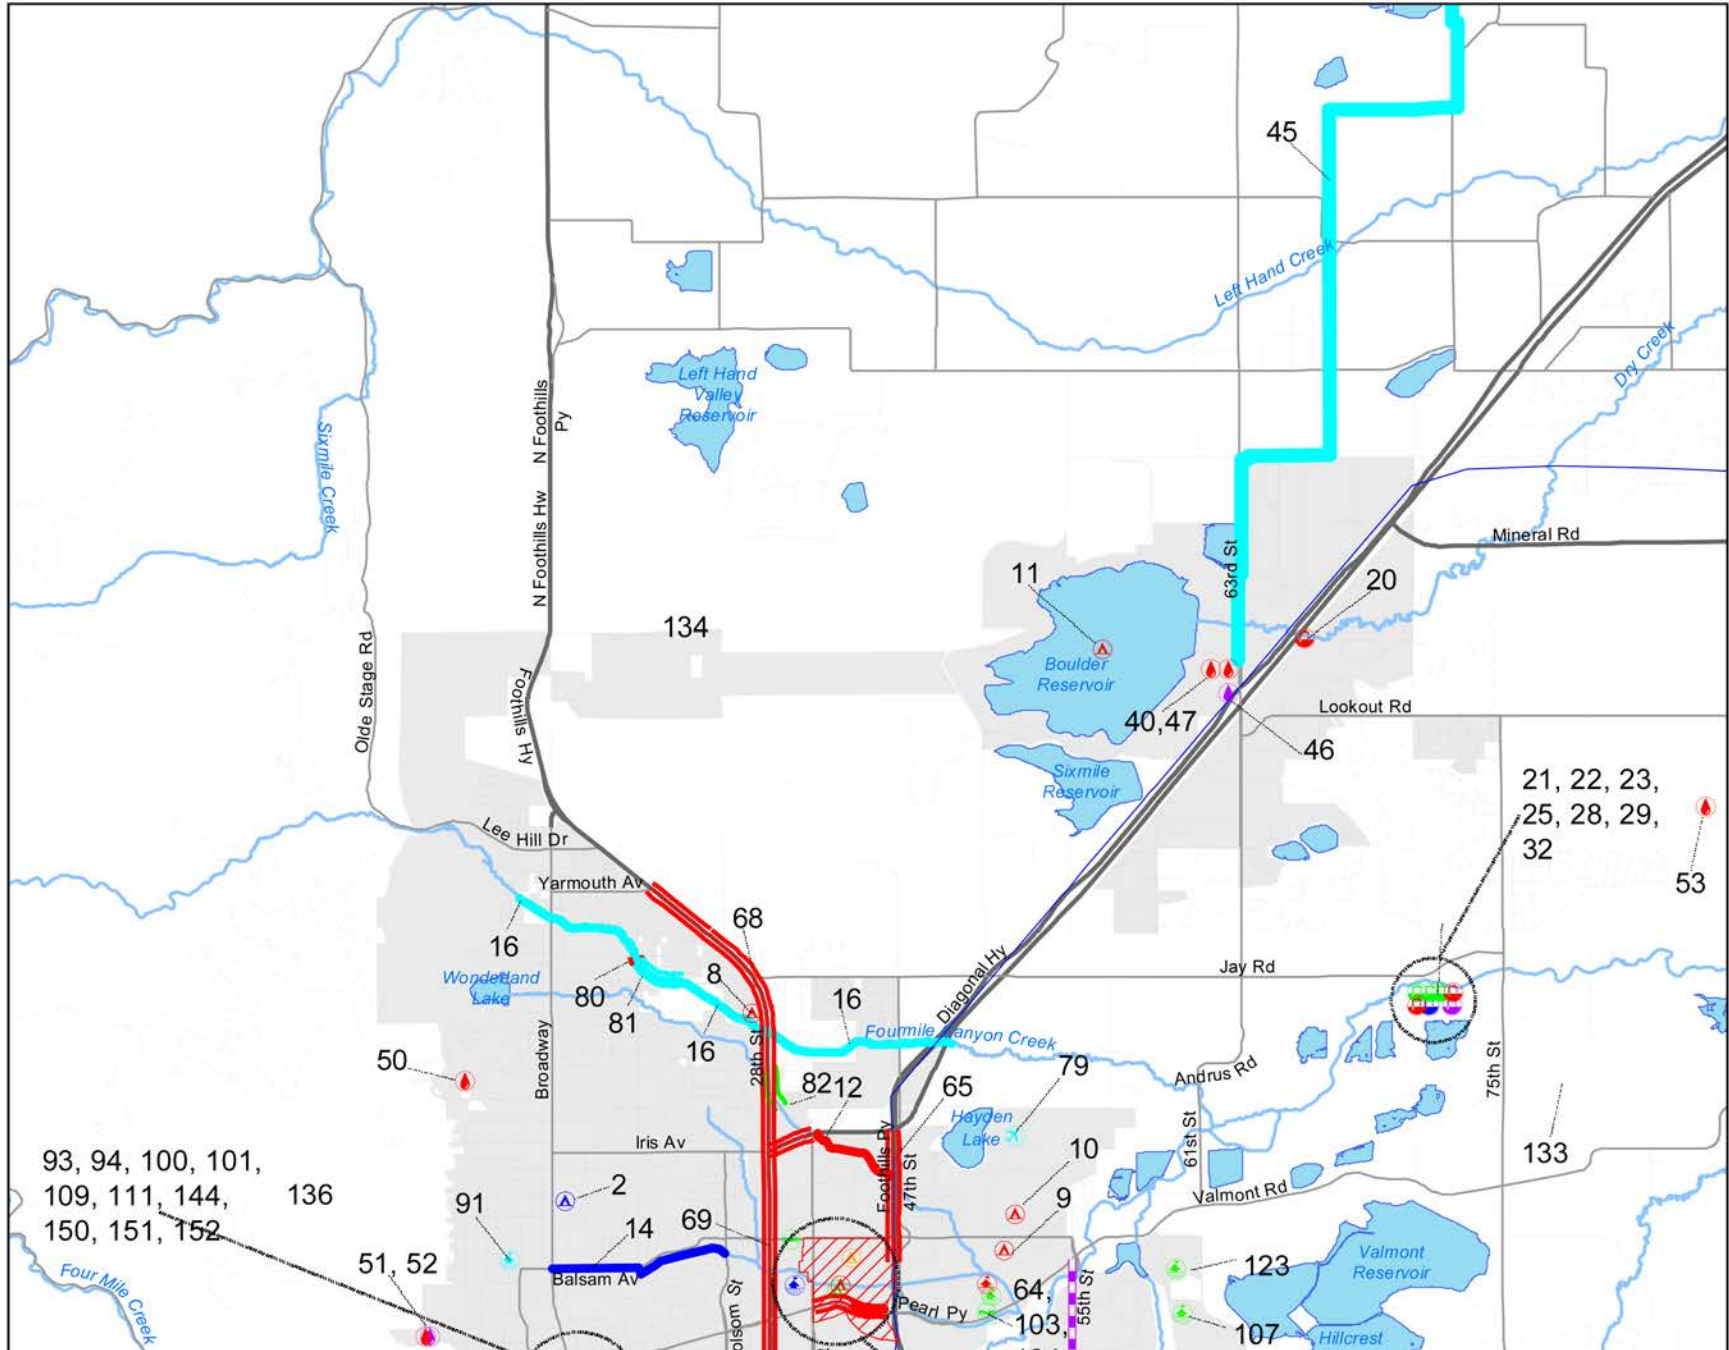 45
Left Hand Creek
Dry Creek
Left Hand
Valley
Reservoir
N Foothills
Py
Sixmile Creek
N Foothills Hw
Mineral Rd
63rd St
11
20
134
Boulder
Reservoir
Olde Stage Rd
Foothills Hy
Lookout Rd
40,47
46
Sixmile
Reservoir
21, 22, 23,
25, 28, 29,
32
53
Lee Hill Dr
Yarmouth Av
68
16
Wonderland
Lake
8
Jay Rd
80
81
16
16
Diagonal Hy
Fourmile Canyon Creek
28th St
Broadway
50
82
12
65
79
Andrus Rd
75th St
Hayden
Lake
Iris Av
Foothills Py
47th St
10
61st St
133
93, 94, 100, 101,
109, 111, 144,
150, 151, 152
136
91
2
9
Valmont Rd
14
69
51, 52
Balsam Av
Four Mile Creek
olsom St
Pearl Py
64,
103,
55th St
123
107
Valmont
Reservoir
Hillcrest